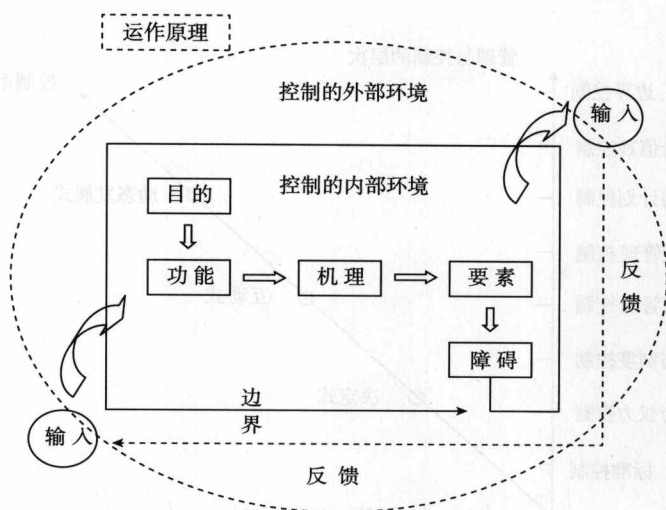 运作原理
控制的外部环境
输入
控制的内部环境
目的
功能
机理
要素
反馈
障碍
边界
输入
反馈